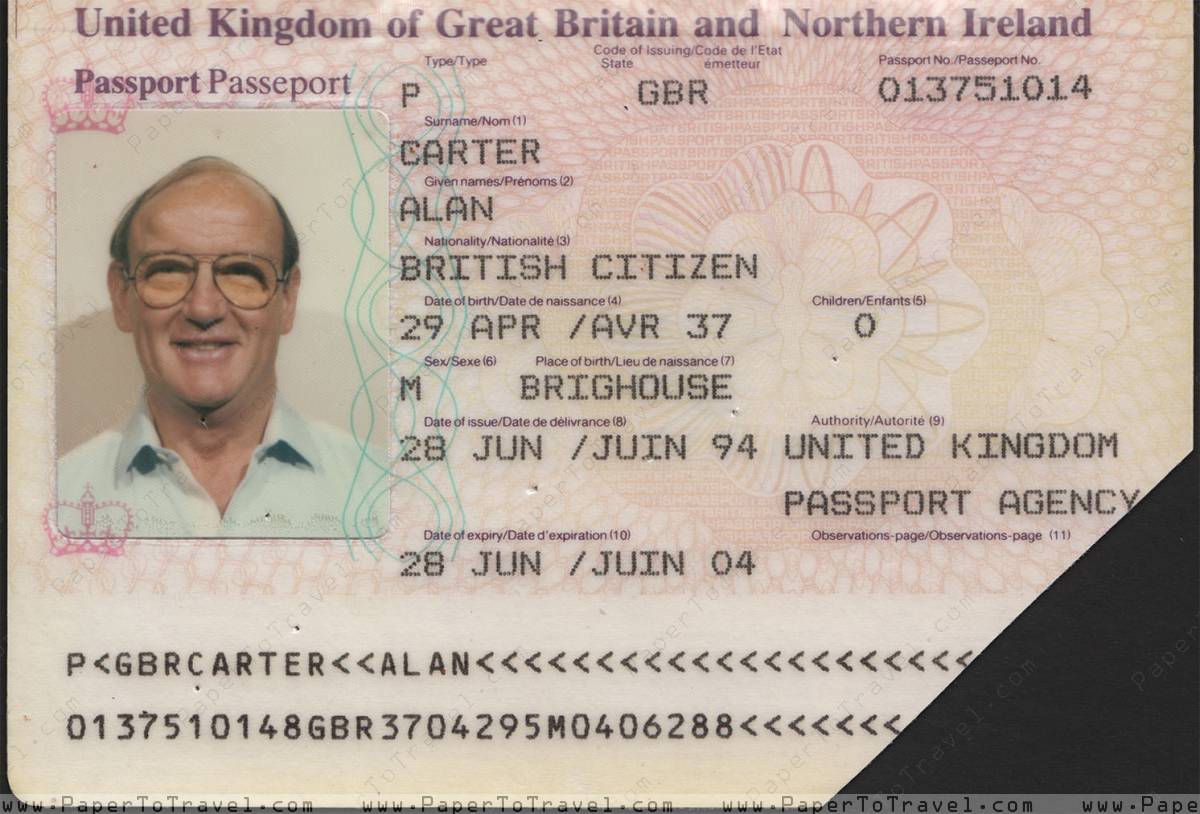 United Kingdom of Great Britain and Northern Ireland
Passport Passeport
Type/Type
Code of Issuing/Code de l'Etat
State émetteur
Passport No./Passeport No.
P GBR 013751014
Surname/Nom (1)
CARTER
Given names/Prénoms (2)
ALAN
Nationality/Nationalité (3)
BRITISH CITIZEN
Date of birth/Date de naissance (4) Children/Enfants (5)
29 APR /AVR 37 0
Sex/Sexe (6) Place of birth/Lieu de naissance (7)
M BRIGHOUSE
Date of issue/Date de délivrance (8) Authority/Autorité (9)
28 JUN /JUIN 94 UNITED KINGDOM
PASSPORT AGENCY
Date of expiry/Date d'expiration (10) Observations-page/Observations-page (11)
28 JUN /JUIN 04
P<GBRCARTER<<ALAN<<<<<<<<<<<<<<<<<<<<<<
0137510148GBR3704295M0406288<<<<<<<
www.PaperToTravel.com www.PaperToTravel.com www.PaperToTravel.com www.Pape